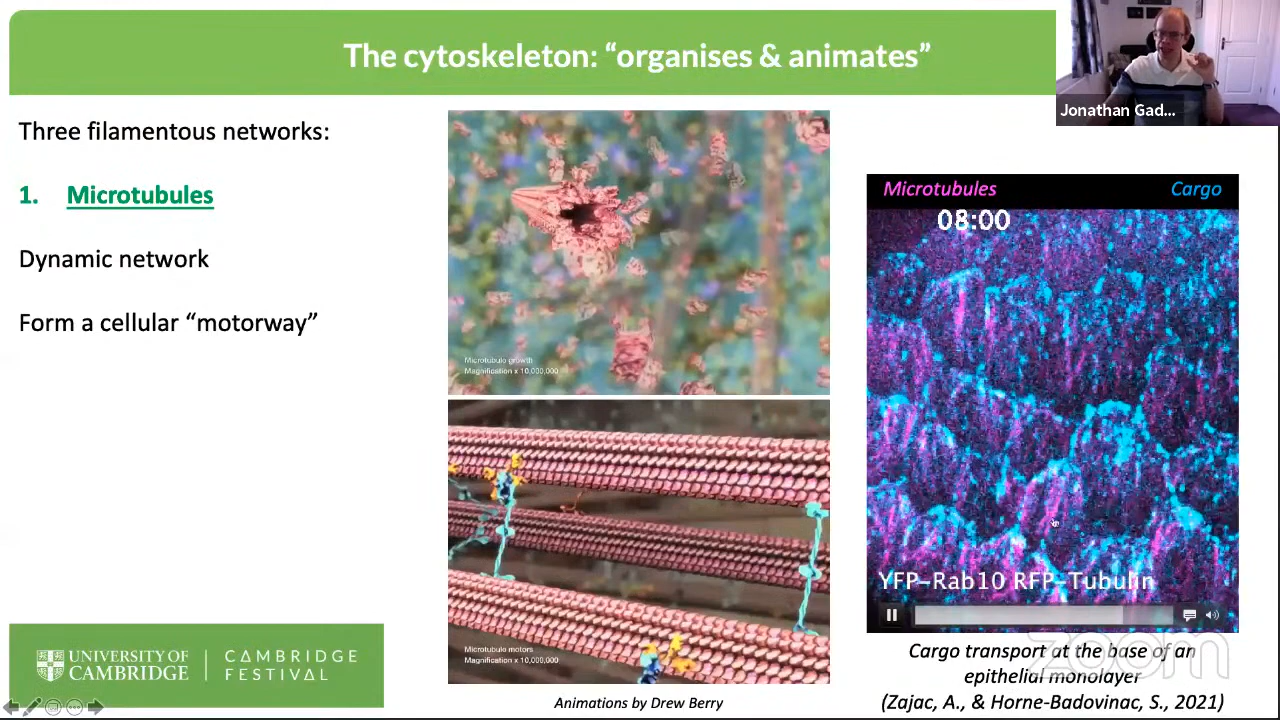 The cytoskeleton: “organises & animates”
Jonathan Gad...
Three filamentous networks:
1. Microtubules
Dynamic network
Form a cellular “motorway”
Microtubule growth
Magnification x 10,000,000
Microtubule motors
Magnification x 10,000,000
Animations by Drew Berry
Microtubules
Cargo
08:00
YFP–Rab10 RFP–Tubulin
Cargo transport at the base of an
epithelial monolayer
(Zajac, A., & Horne-Badovinac, S., 2021)
zoom
UNIVERSITY OF
CAMBRIDGE
CAMBRIDGE
FESTIVAL